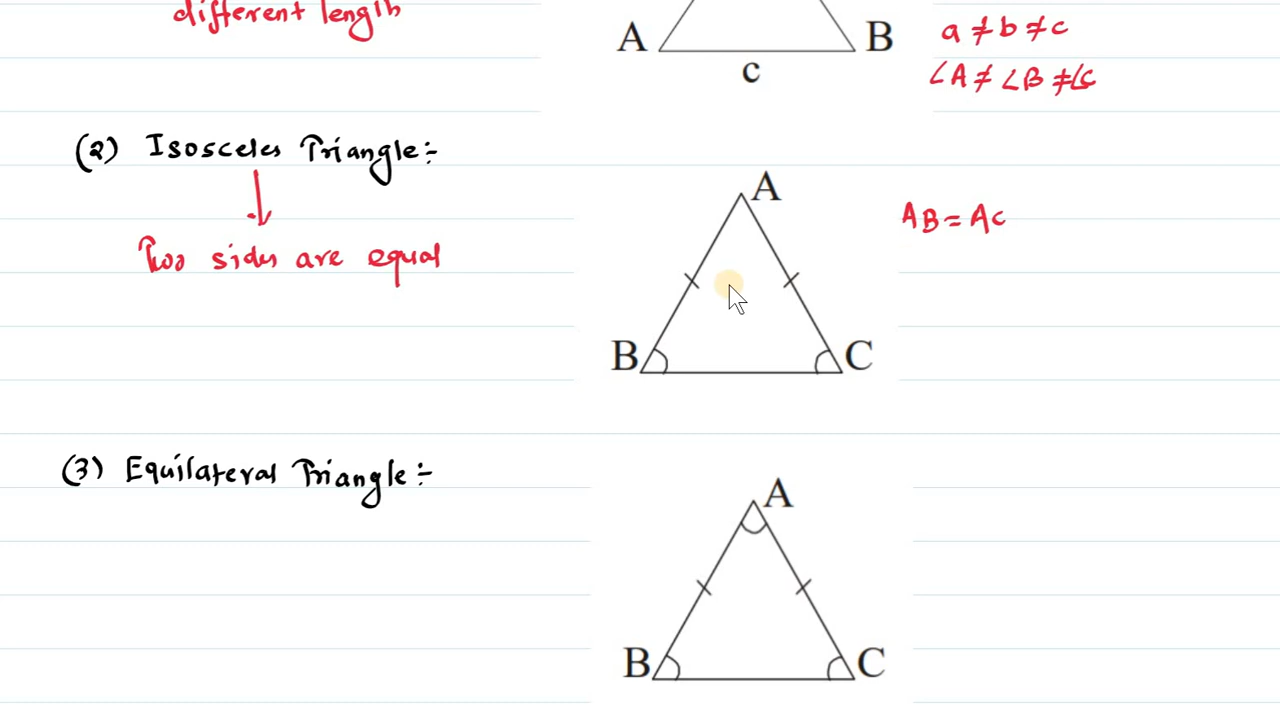 different length
A B
c
a ≠ b ≠ c
∠A ≠ ∠B ≠ ∠C
(2) Isosceles Triangle:-
Two sides are equal
A
B C
AB = AC
(3) Equilateral Triangle:-
A
B C